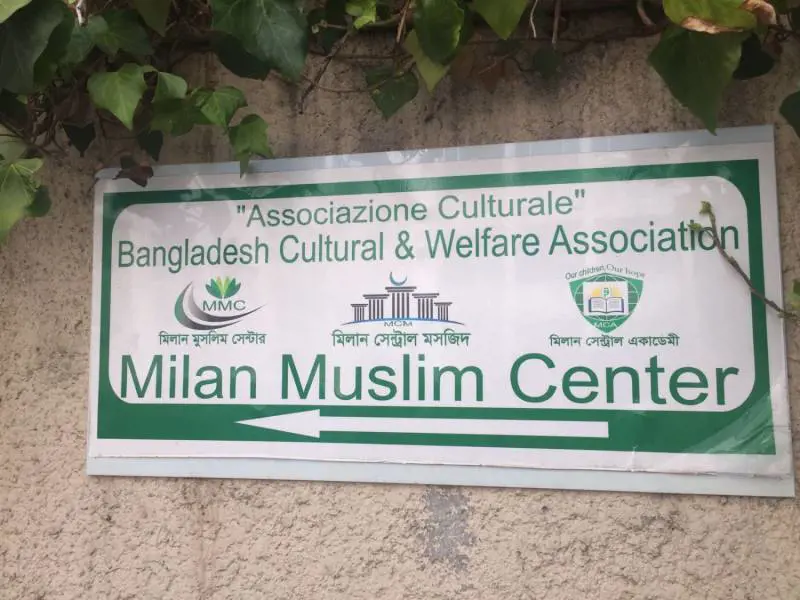 "Associazione Culturale"
Bangladesh Cultural & Welfare Association
MMC
মিলান মুসলিম সেন্টার
MCM
মিলান সেন্ট্রাল মসজিদ
Our children, Our hope
MCA
মিলান সেন্ট্রাল একাডেমী
Milan Muslim Center